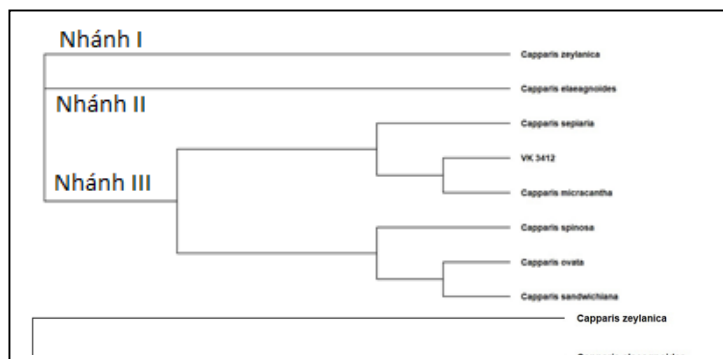 Nhánh I
Capparis zeylanica
Capparis elaeagnoides
Nhánh II
Capparis sepiaria
VK 3412
Nhánh III
Capparis micracantha
Capparis spinosa
Capparis ovata
Capparis sandwichiana
Capparis zeylanica